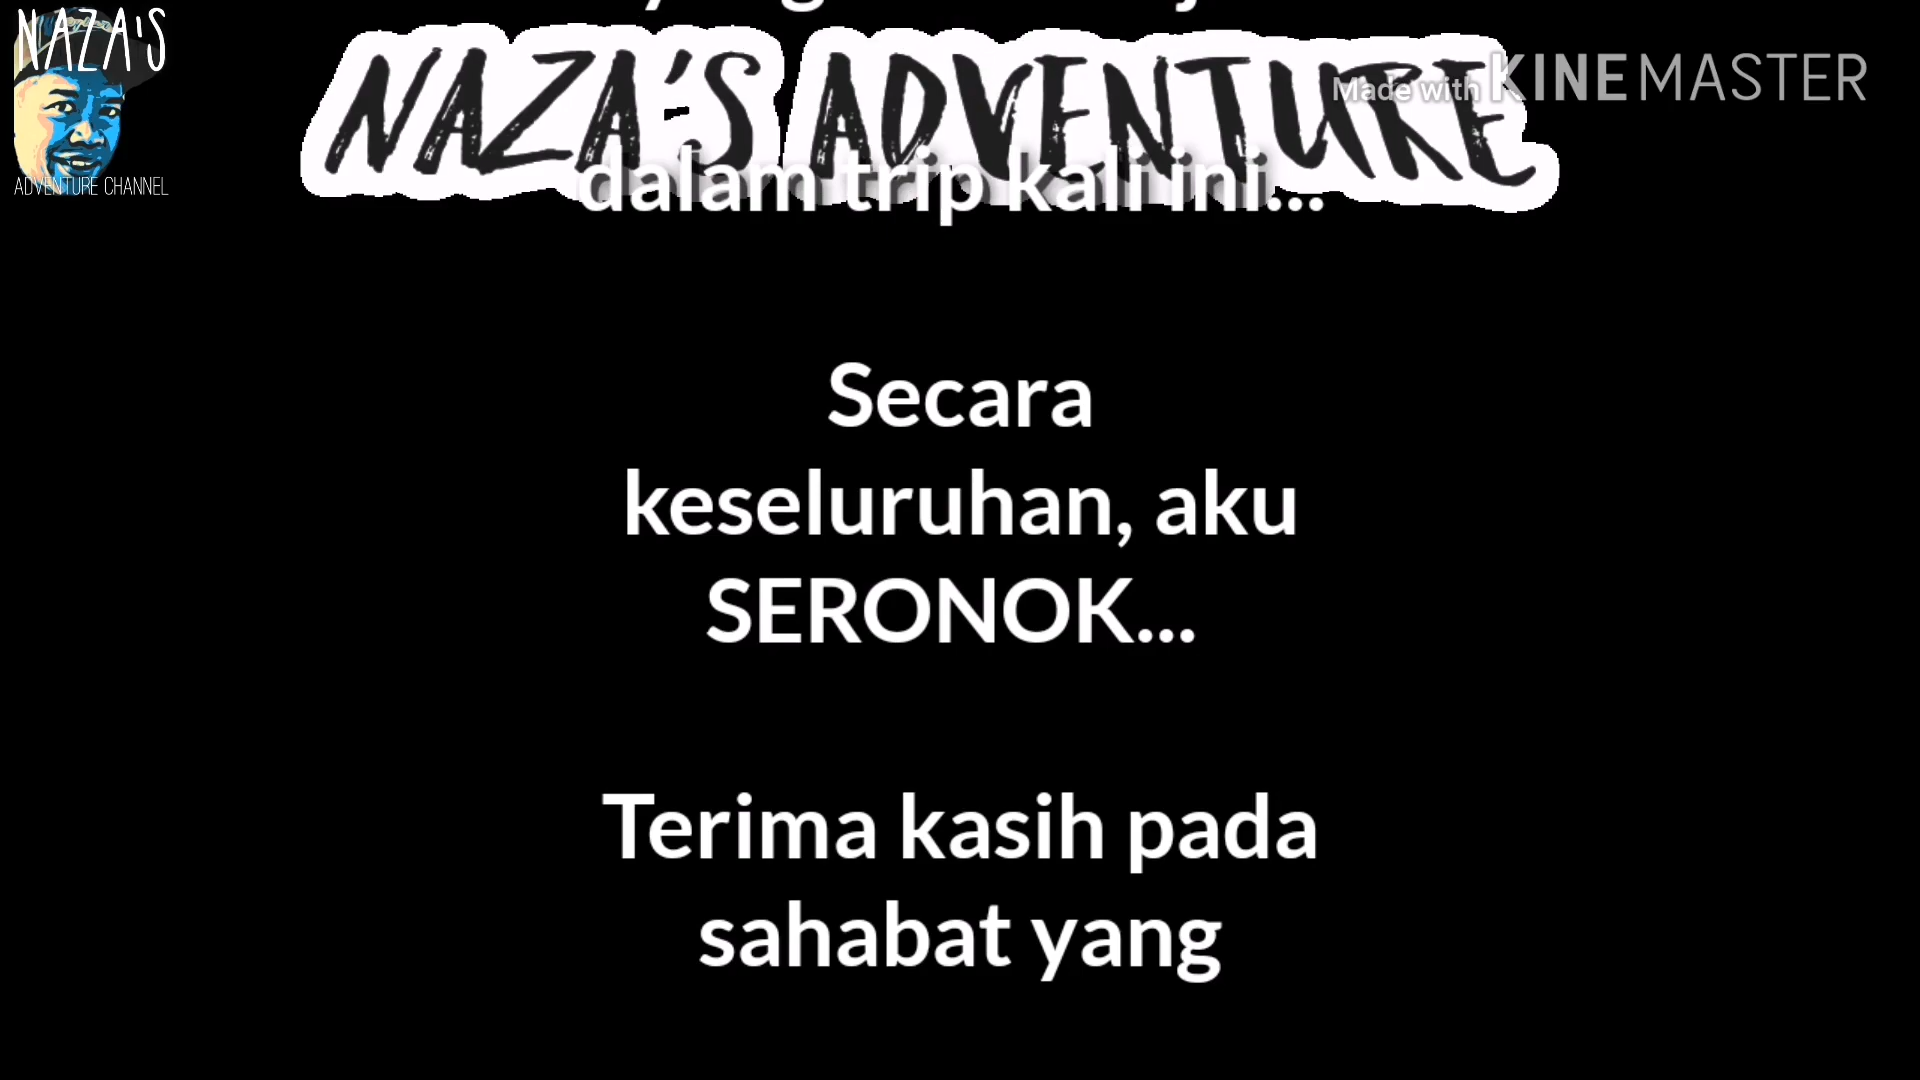 NAZA'S
ADVENTURE CHANNEL
NAZA'S ADVENTURE
Made with KINEMASTER
dalam trip kali ini...
Secara
keseluruhan, aku
SERONOK...
Terima kasih pada
sahabat yang